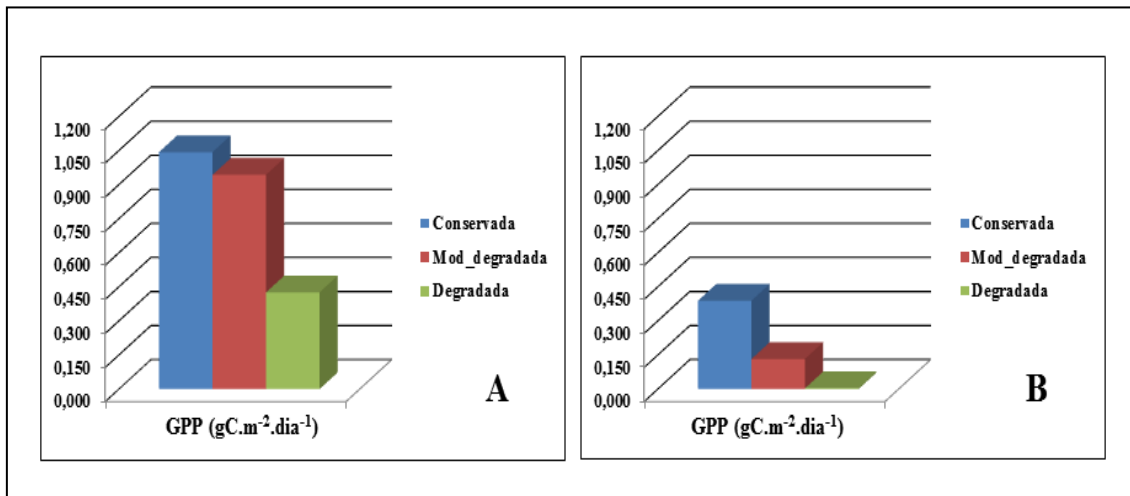 1,200
1,050
0,900
0,750
0,600
0,450
0,300
0,150
0,000
GPP (gC.m⁻².dia⁻¹)
Conservada
Mod_degradada
Degradada
A
1,200
1,050
0,900
0,750
0,600
0,450
0,300
0,150
0,000
GPP (gC.m⁻².dia⁻¹)
Conservada
Mod_degradada
Degradada
B